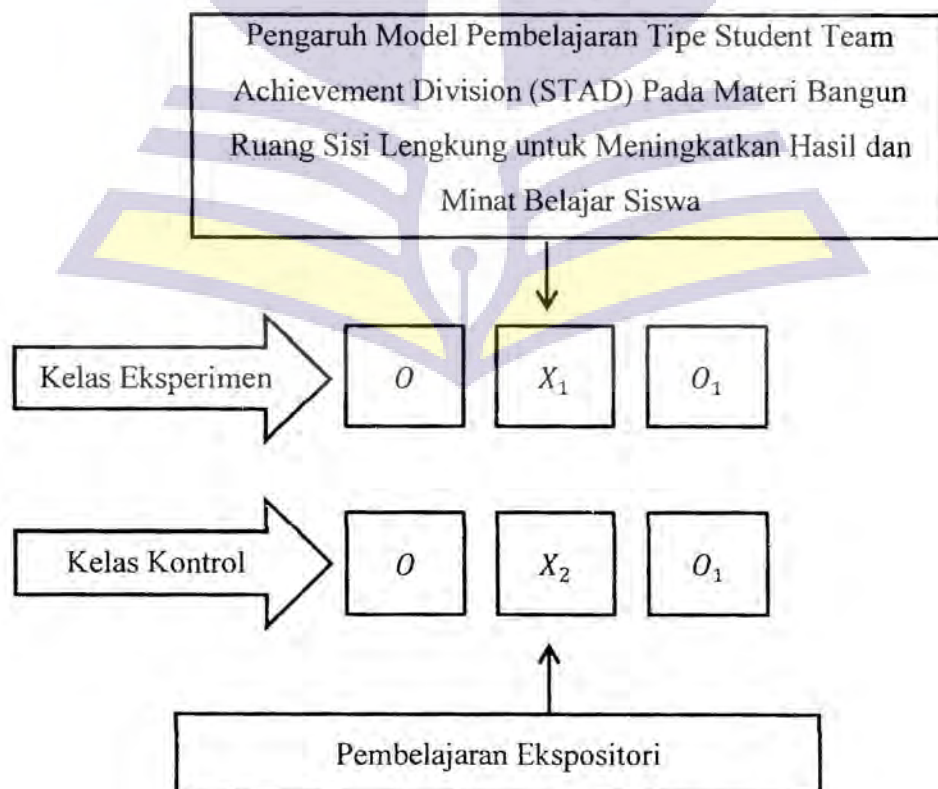 Pengaruh Model Pembelajaran Tipe Student Team
Achievement Division (STAD) Pada Materi Bangun
Ruang Sisi Lengkung untuk Meningkatkan Hasil dan
Minat Belajar Siswa
Kelas Eksperimen O X₁ O₁
Kelas Kontrol O X₂ O₁
Pembelajaran Ekspositori